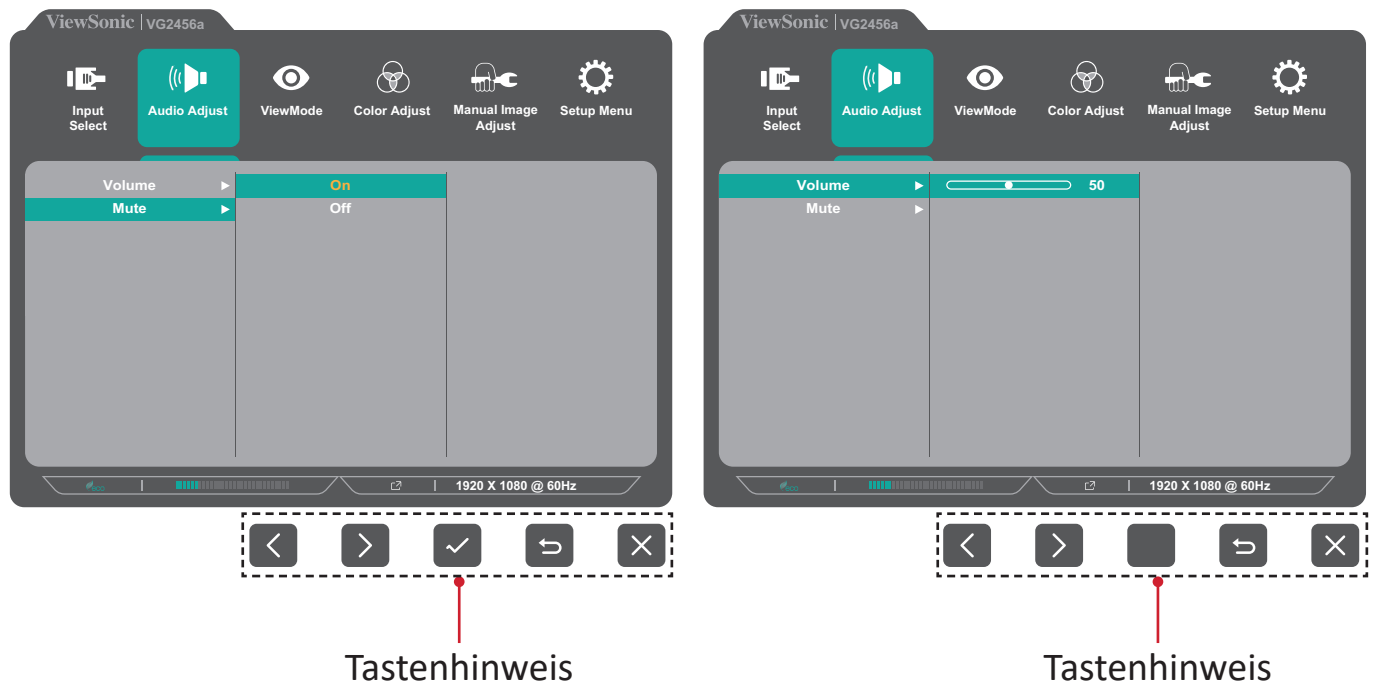 ViewSonic VG2456a
Input Select
Audio Adjust
ViewMode
Color Adjust
Manual Image Adjust
Setup Menu
Volume
On
Mute
Off
eco
1920 X 1080 @ 60Hz
Tastenhinweis
ViewSonic VG2456a
Input Select
Audio Adjust
ViewMode
Color Adjust
Manual Image Adjust
Setup Menu
Volume
50
Mute
eco
1920 X 1080 @ 60Hz
Tastenhinweis